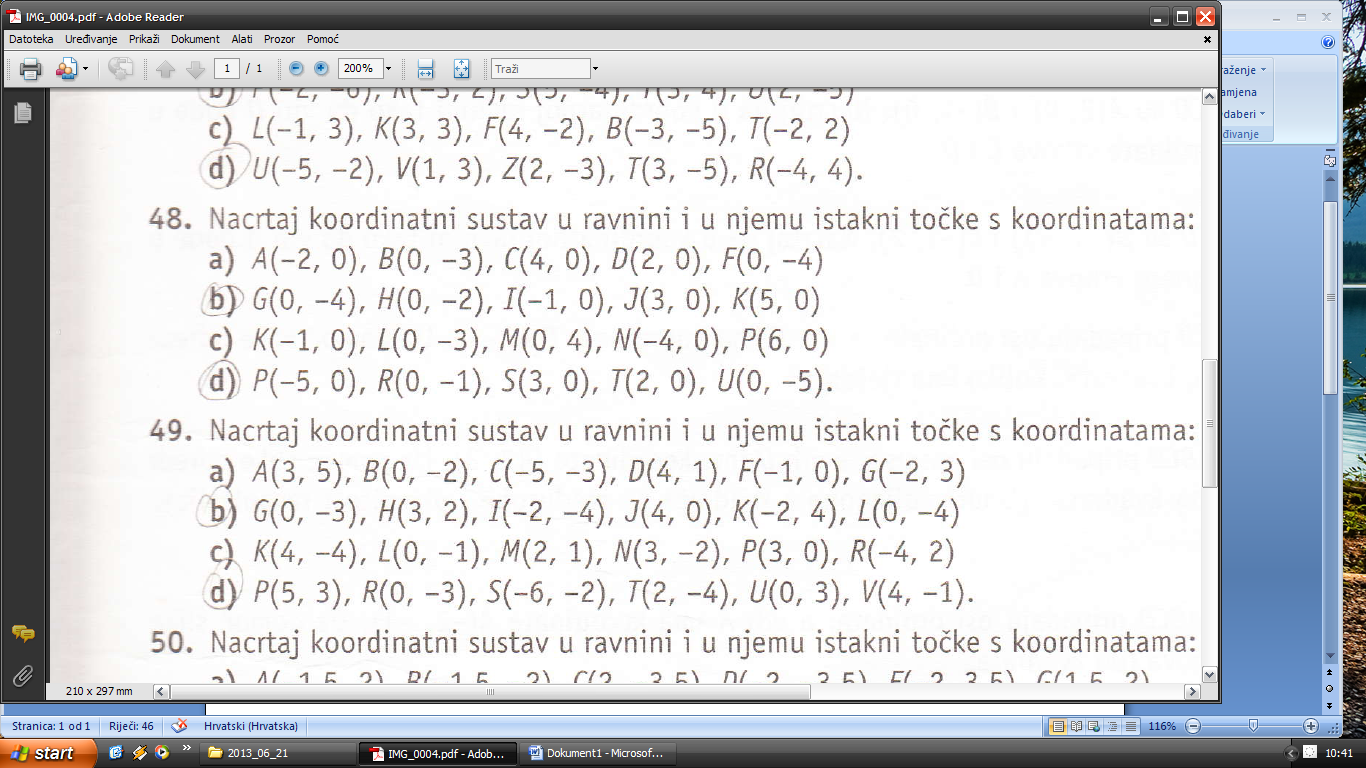 IMG_0004.pdf - Adobe Reader
Datoteka Uređivanje Prikaži Dokument Alati Prozor Pomoć
1 / 1 200% Traži
c) L(−1, 3), K(3, 3), F(4, −2), B(−3, −5), T(−2, 2)
d) U(−5, −2), V(1, 3), Z(2, −3), T(3, −5), R(−4, 4).
48. Nacrtaj koordinatni sustav u ravnini i u njemu istakni točke s koordinatama:
a) A(−2, 0), B(0, −3), C(4, 0), D(2, 0), F(0, −4)
b) G(0, −4), H(0, −2), I(−1, 0), J(3, 0), K(5, 0)
c) K(−1, 0), L(0, −3), M(0, 4), N(−4, 0), P(6, 0)
d) P(−5, 0), R(0, −1), S(3, 0), T(2, 0), U(0, −5).
49. Nacrtaj koordinatni sustav u ravnini i u njemu istakni točke s koordinatama:
a) A(3, 5), B(0, −2), C(−5, −3), D(4, 1), F(−1, 0), G(−2, 3)
b) G(0, −3), H(3, 2), I(−2, −4), J(4, 0), K(−2, 4), L(0, −4)
c) K(4, −4), L(0, −1), M(2, 1), N(3, −2), P(3, 0), R(−4, 2)
d) P(5, 3), R(0, −3), S(−6, −2), T(2, −4), U(0, 3), V(4, −1).
50. Nacrtaj koordinatni sustav u ravnini i u njemu istakni točke s koordinatama:
210 x 297 mm
raženje
amjena
daberi
đivanje
Stranica: 1 od 1 Riječi: 46 Hrvatski (Hrvatska) 116%
start 2013_06_21 IMG_0004.pdf - Adob... Dokument1 - Microsof... 10:41